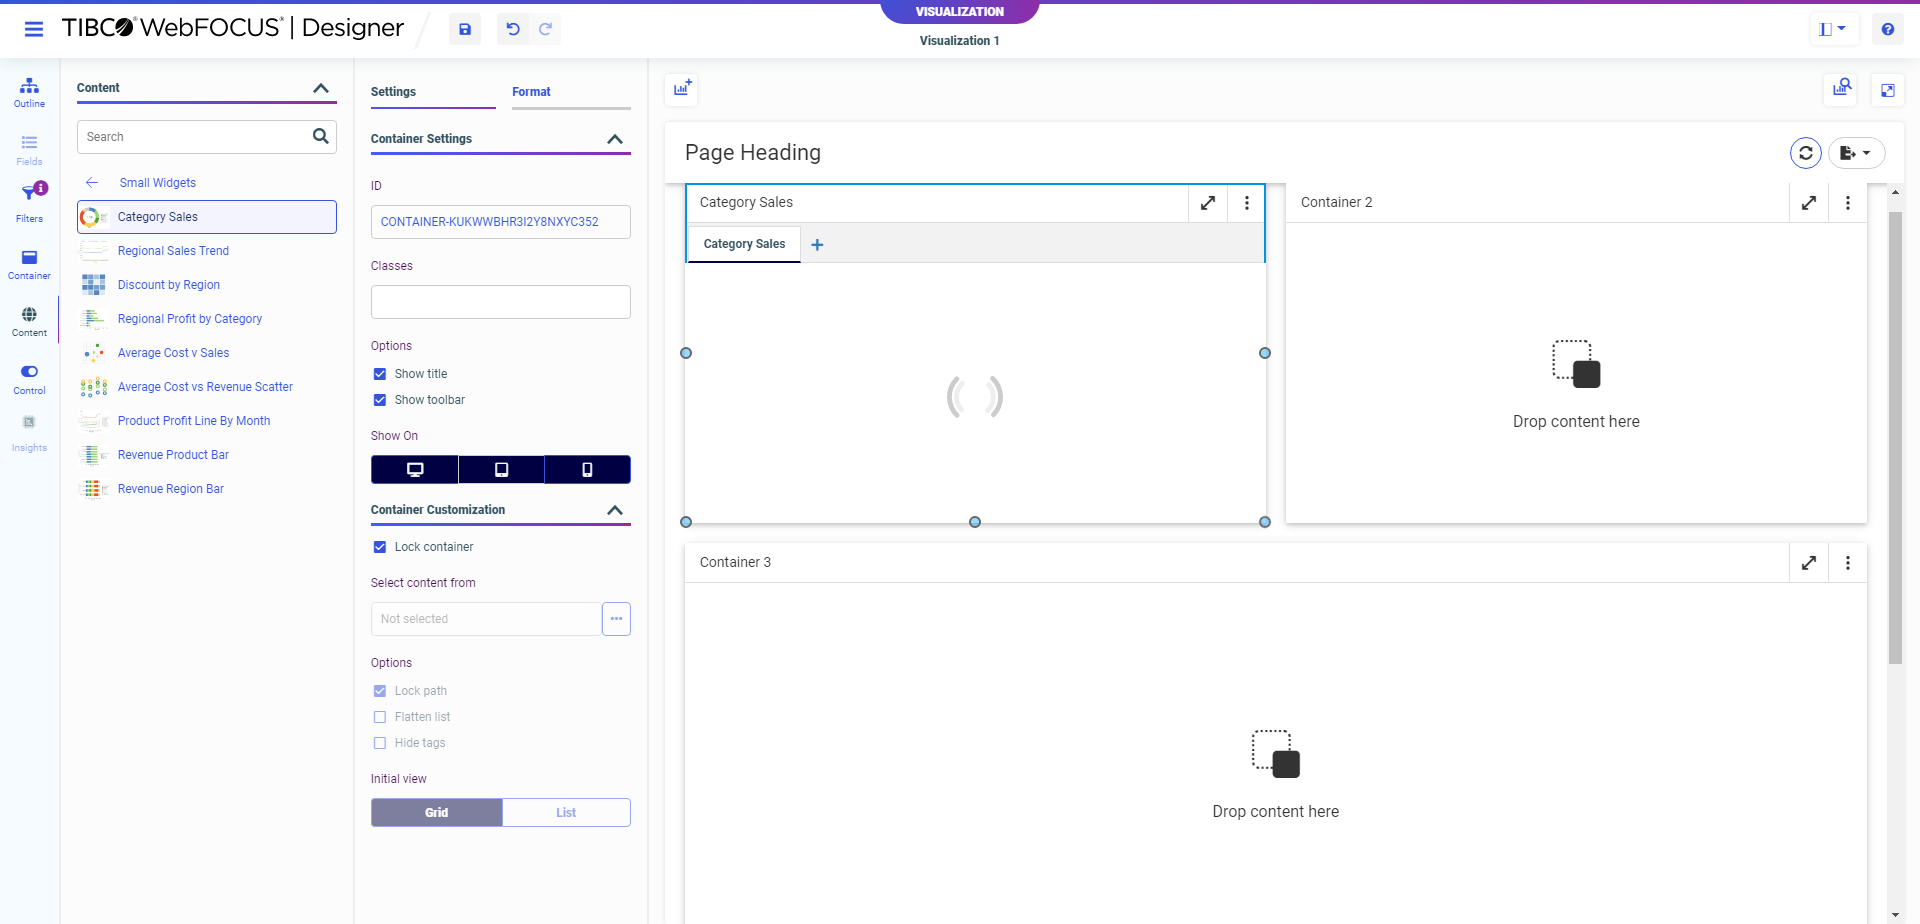 TIBCO® WebFOCUS® | Designer
VISUALIZATION
Visualization 1
Outline
Fields
Filters
Container
Content
Control
Insights
Content
Search
Small Widgets
Category Sales
Regional Sales Trend
Discount by Region
Regional Profit by Category
Average Cost v Sales
Average Cost vs Revenue Scatter
Product Profit Line By Month
Revenue Product Bar
Revenue Region Bar
Settings
Format
Container Settings
ID
CONTAINER-KUKWWBHR3I2Y8NXYC352
Classes
Options
Show title
Show toolbar
Show On
Container Customization
Lock container
Select content from
Not selected
Options
Lock path
Flatten list
Hide tags
Initial view
Grid
List
Page Heading
Category Sales
Category Sales
Container 2
Drop content here
Container 3
Drop content here